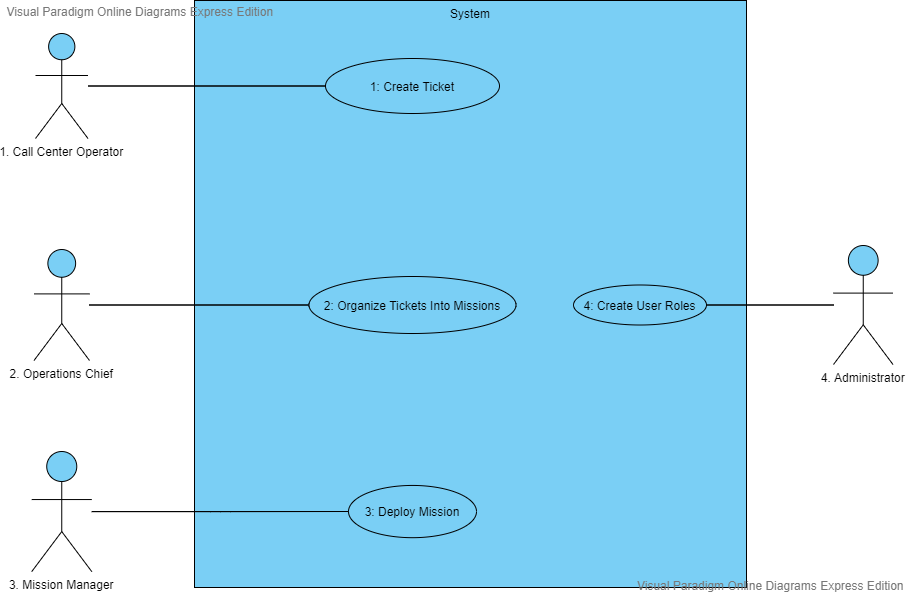 Visual Paradigm Online Diagrams Express Edition
System
1: Create Ticket
1. Call Center Operator
2: Organize Tickets Into Missions
4: Create User Roles
2. Operations Chief
4. Administrator
3: Deploy Mission
3. Mission Manager
Visual Paradigm Online Diagrams Express Edition